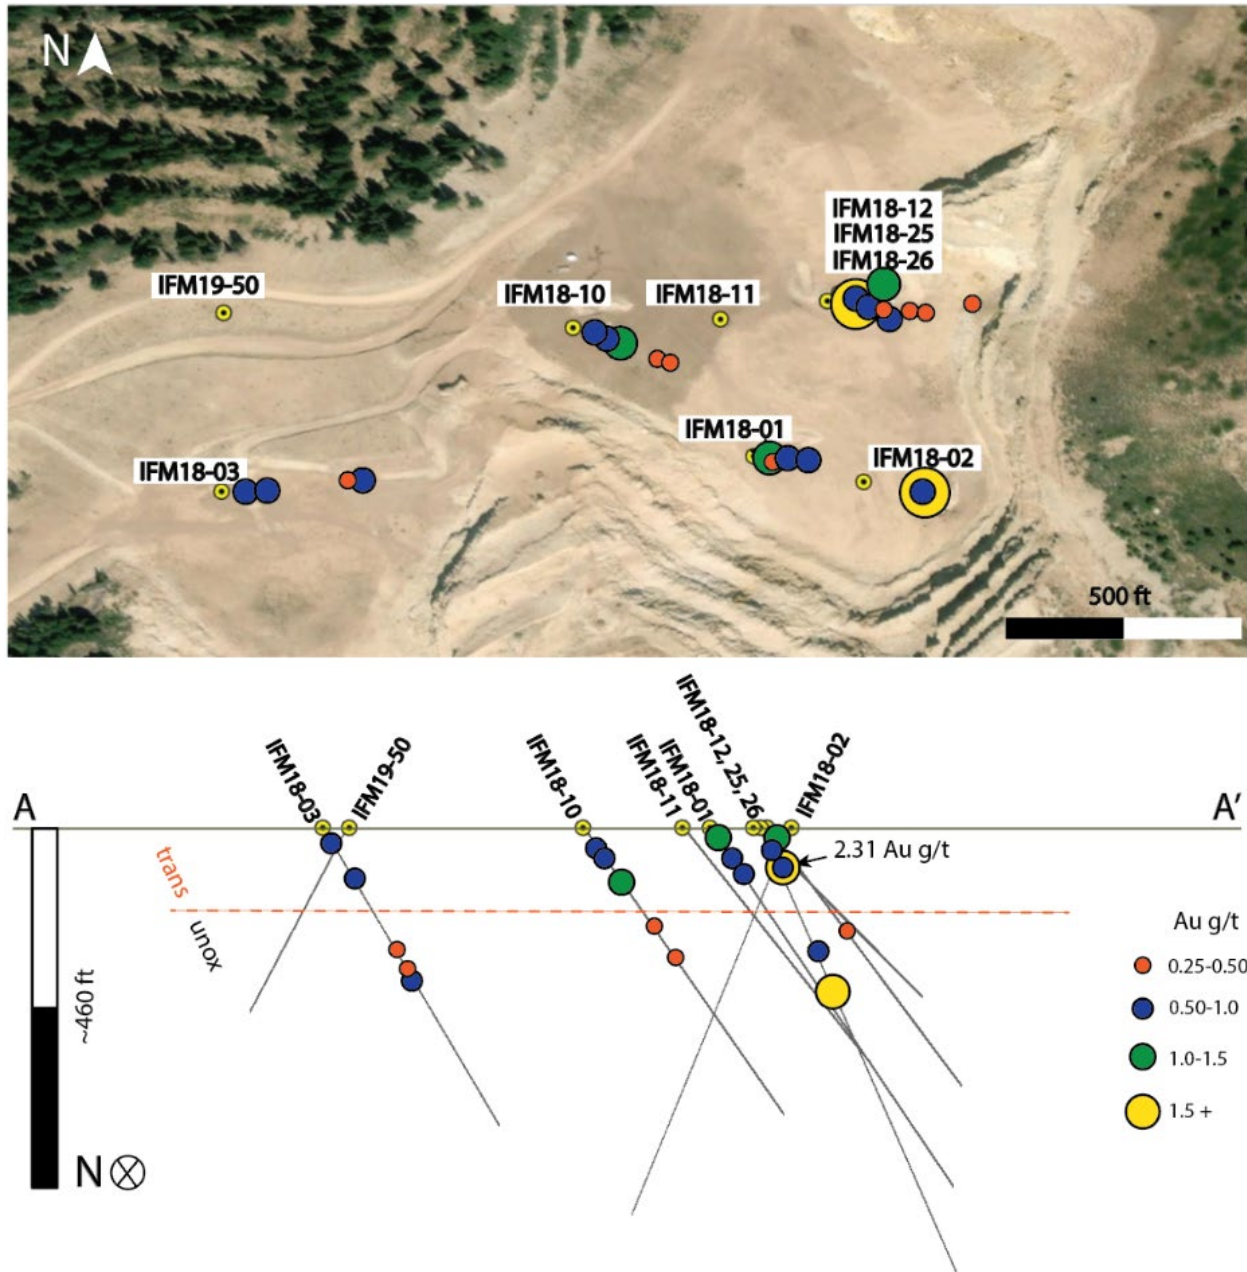 N
IFM18-12
IFM18-25
IFM18-26
IFM19-50
IFM18-10
IFM18-11
IFM18-01
IFM18-03
IFM18-02
500 ft
IFM18-03
IFM19-50
IFM18-10
IFM18-11
IFM18-01
IFM18-12, 25, 26
IFM18-02
A
A'
2.31 Au g/t
trans
unox
~460 ft
Au g/t
0.25-0.50
0.50-1.0
1.0-1.5
1.5 +
N